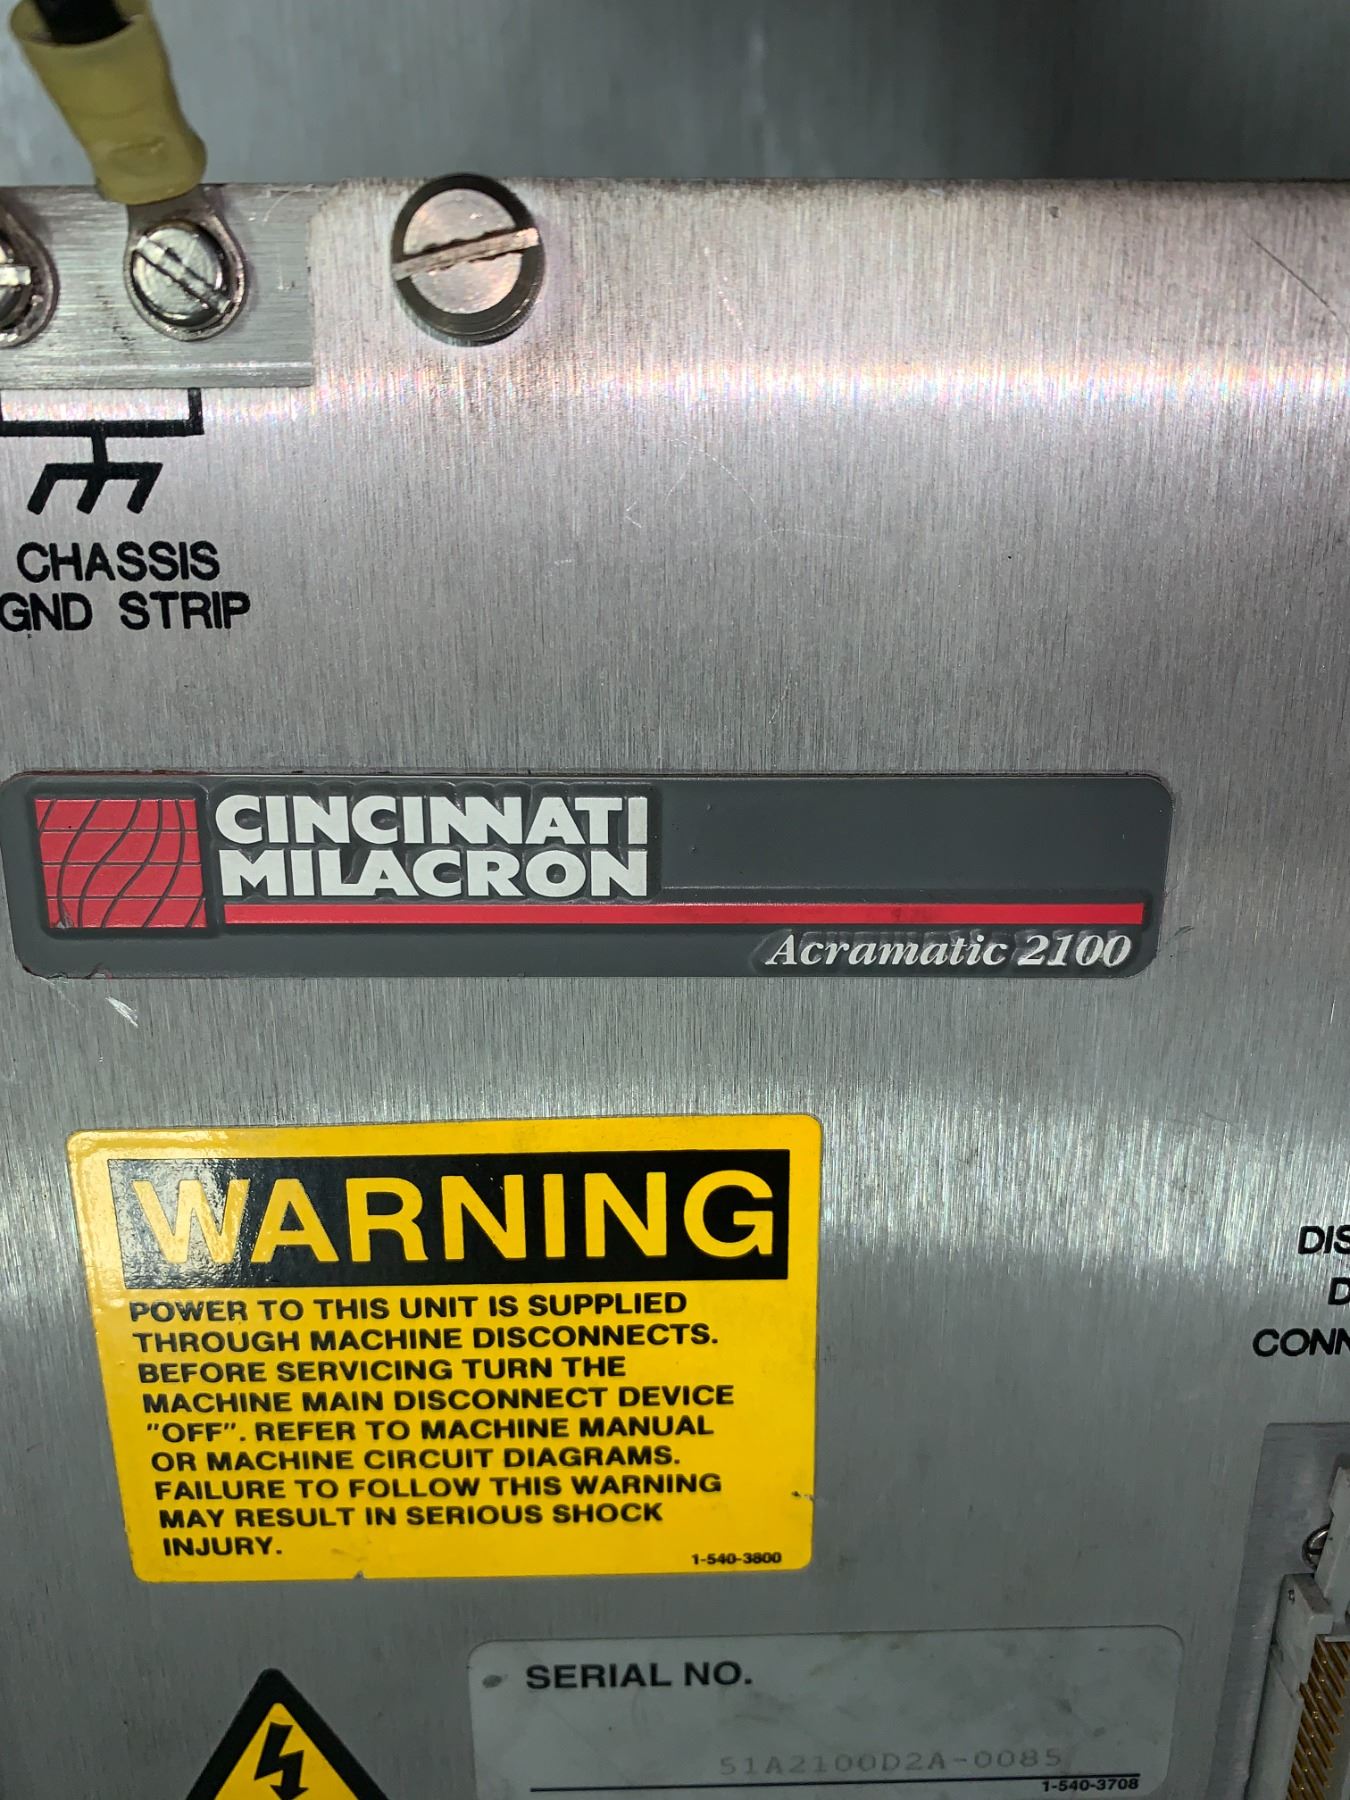 CHASSIS
GND STRIP
CINCINNATI
MILACRON
Acramatic 2100
WARNING
POWER TO THIS UNIT IS SUPPLIED
THROUGH MACHINE DISCONNECTS.
BEFORE SERVICING TURN THE
MACHINE MAIN DISCONNECT DEVICE
"OFF". REFER TO MACHINE MANUAL
OR MACHINE CIRCUIT DIAGRAMS.
FAILURE TO FOLLOW THIS WARNING
MAY RESULT IN SERIOUS SHOCK
INJURY.
1-540-3800
SERIAL NO.
51A2100D2A-0085
1-540-3708